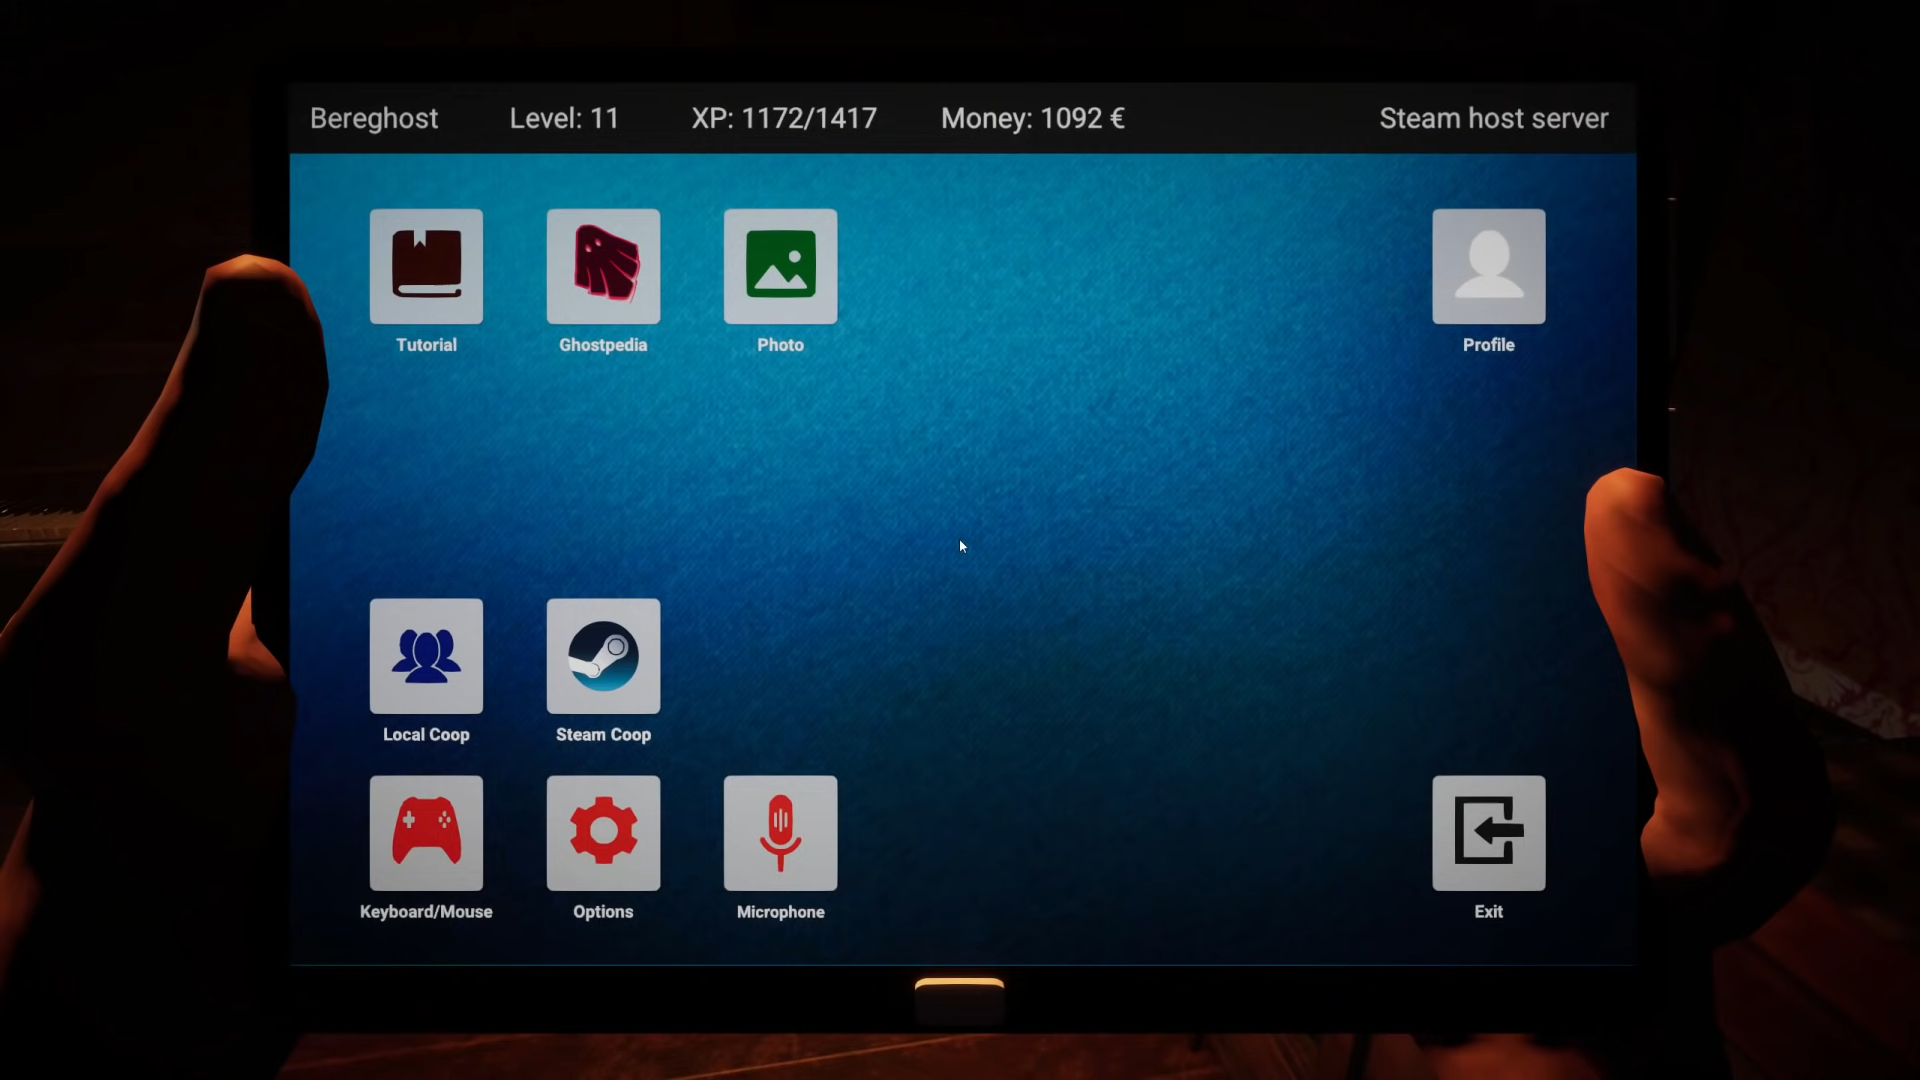 Bereghost Level: 11 XP: 1172/1417 Money: 1092 € Steam host server
Tutorial Ghostpedia Photo Profile
Local Coop Steam Coop
Keyboard/Mouse Options Microphone Exit